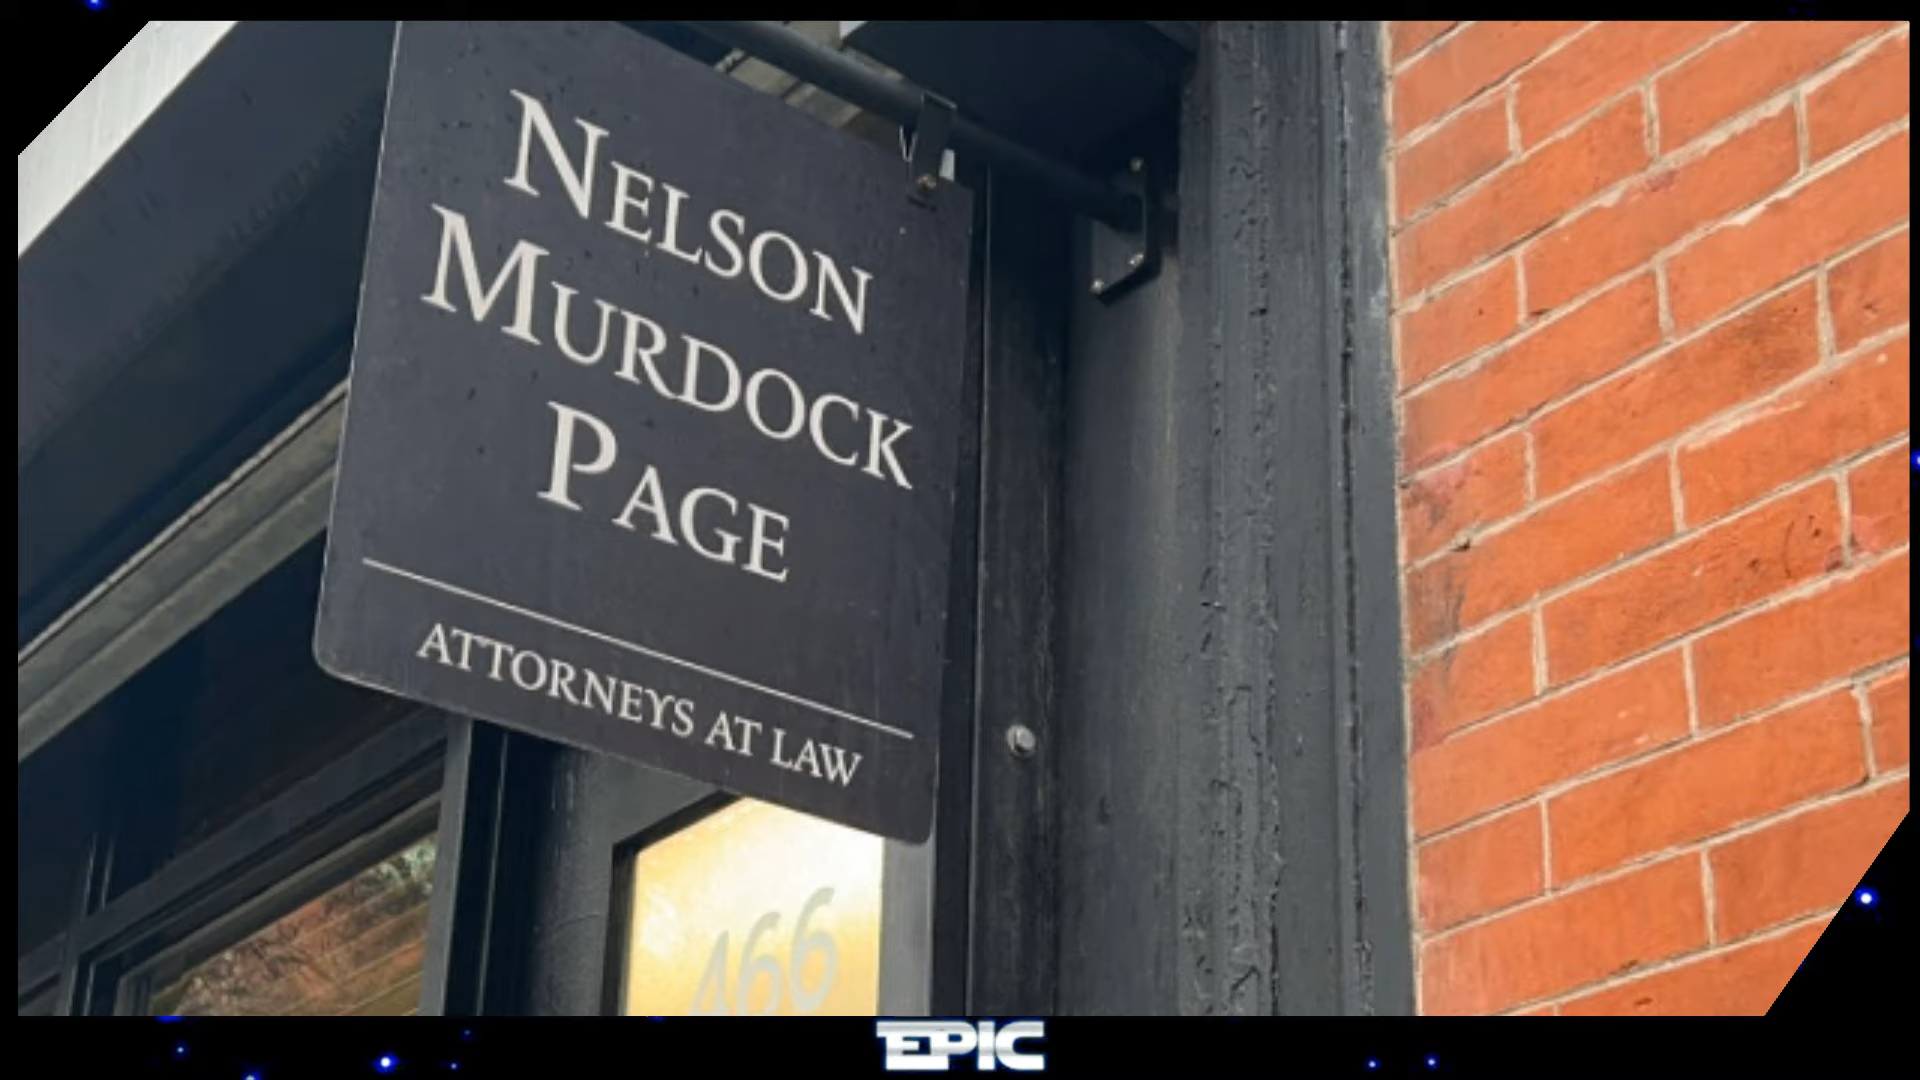 NELSON
MURDOCK
PAGE
ATTORNEYS AT LAW
466
EPIC